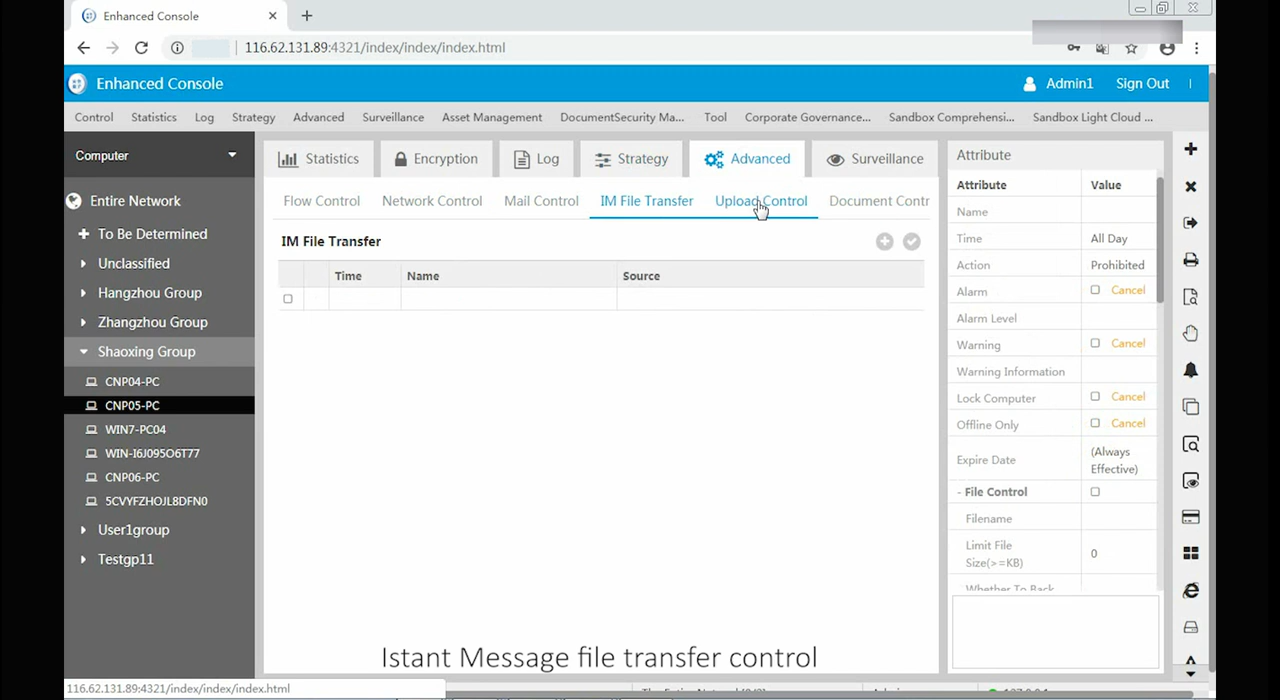 Enhanced Console
116.62.131.89:4321/index/index/index.html
Enhanced Console
Admin1 Sign Out
Control Statistics Log Strategy Advanced Surveillance Asset Management DocumentSecurity Ma... Tool Corporate Governance... Sandbox Comprehensi... Sandbox Light Cloud ...
Computer
Entire Network
To Be Determined
Unclassified
Hangzhou Group
Zhangzhou Group
Shaoxing Group
CNP04-PC
CNP05-PC
WIN7-PC04
WIN-I6J095O6T77
CNP06-PC
5CVYFZHOJL8DFN0
User1group
Testgp11
Statistics Encryption Log Strategy Advanced Surveillance
Flow Control Network Control Mail Control IM File Transfer Upload Control Document Contr
IM File Transfer
Time Name Source
Attribute
Attribute Value
Name
Time All Day
Action Prohibited
Alarm Cancel
Alarm Level
Warning Cancel
Warning Information
Lock Computer Cancel
Offline Only Cancel
Expire Date (Always
Effective)
- File Control
Filename
Limit File
Size(>=KB) 0
Whether To Back
Istant Message file transfer control
116.62.131.89:4321/index/index/index.html